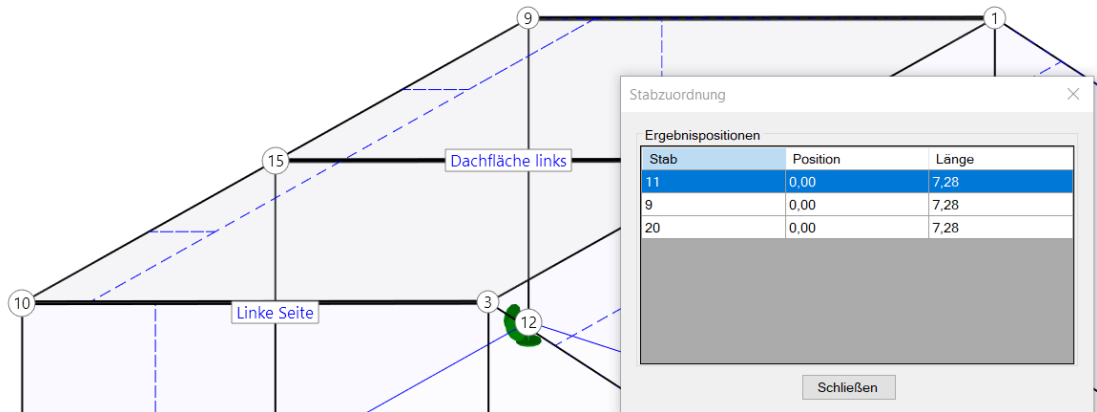 9
1
Stabzuordnung
Ergebnispositionen
Stab Position Länge
11 0,00 7,28
9 0,00 7,28
20 0,00 7,28
Schließen
15
Dachfläche links
10
3
Linke Seite
12